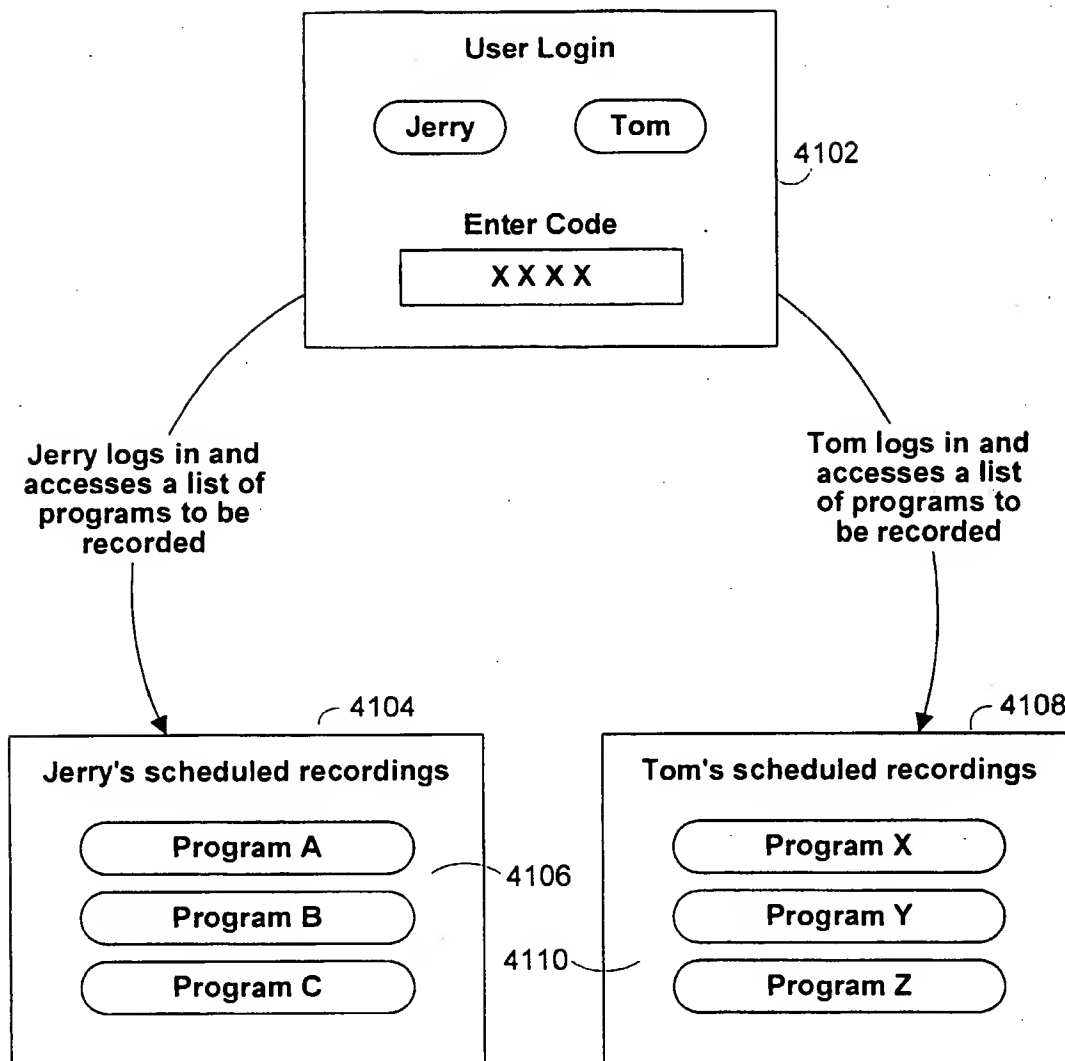 User Login
Jerry
Tom
4102
Enter Code
X X X X
Jerry logs in and
accesses a list of
programs to be
recorded
Tom logs in and
accesses a list
of programs to
be recorded
4104
4108
Jerry's scheduled recordings
Program A
Program B
Program C
4106
Tom's scheduled recordings
Program X
Program Y
Program Z
4110